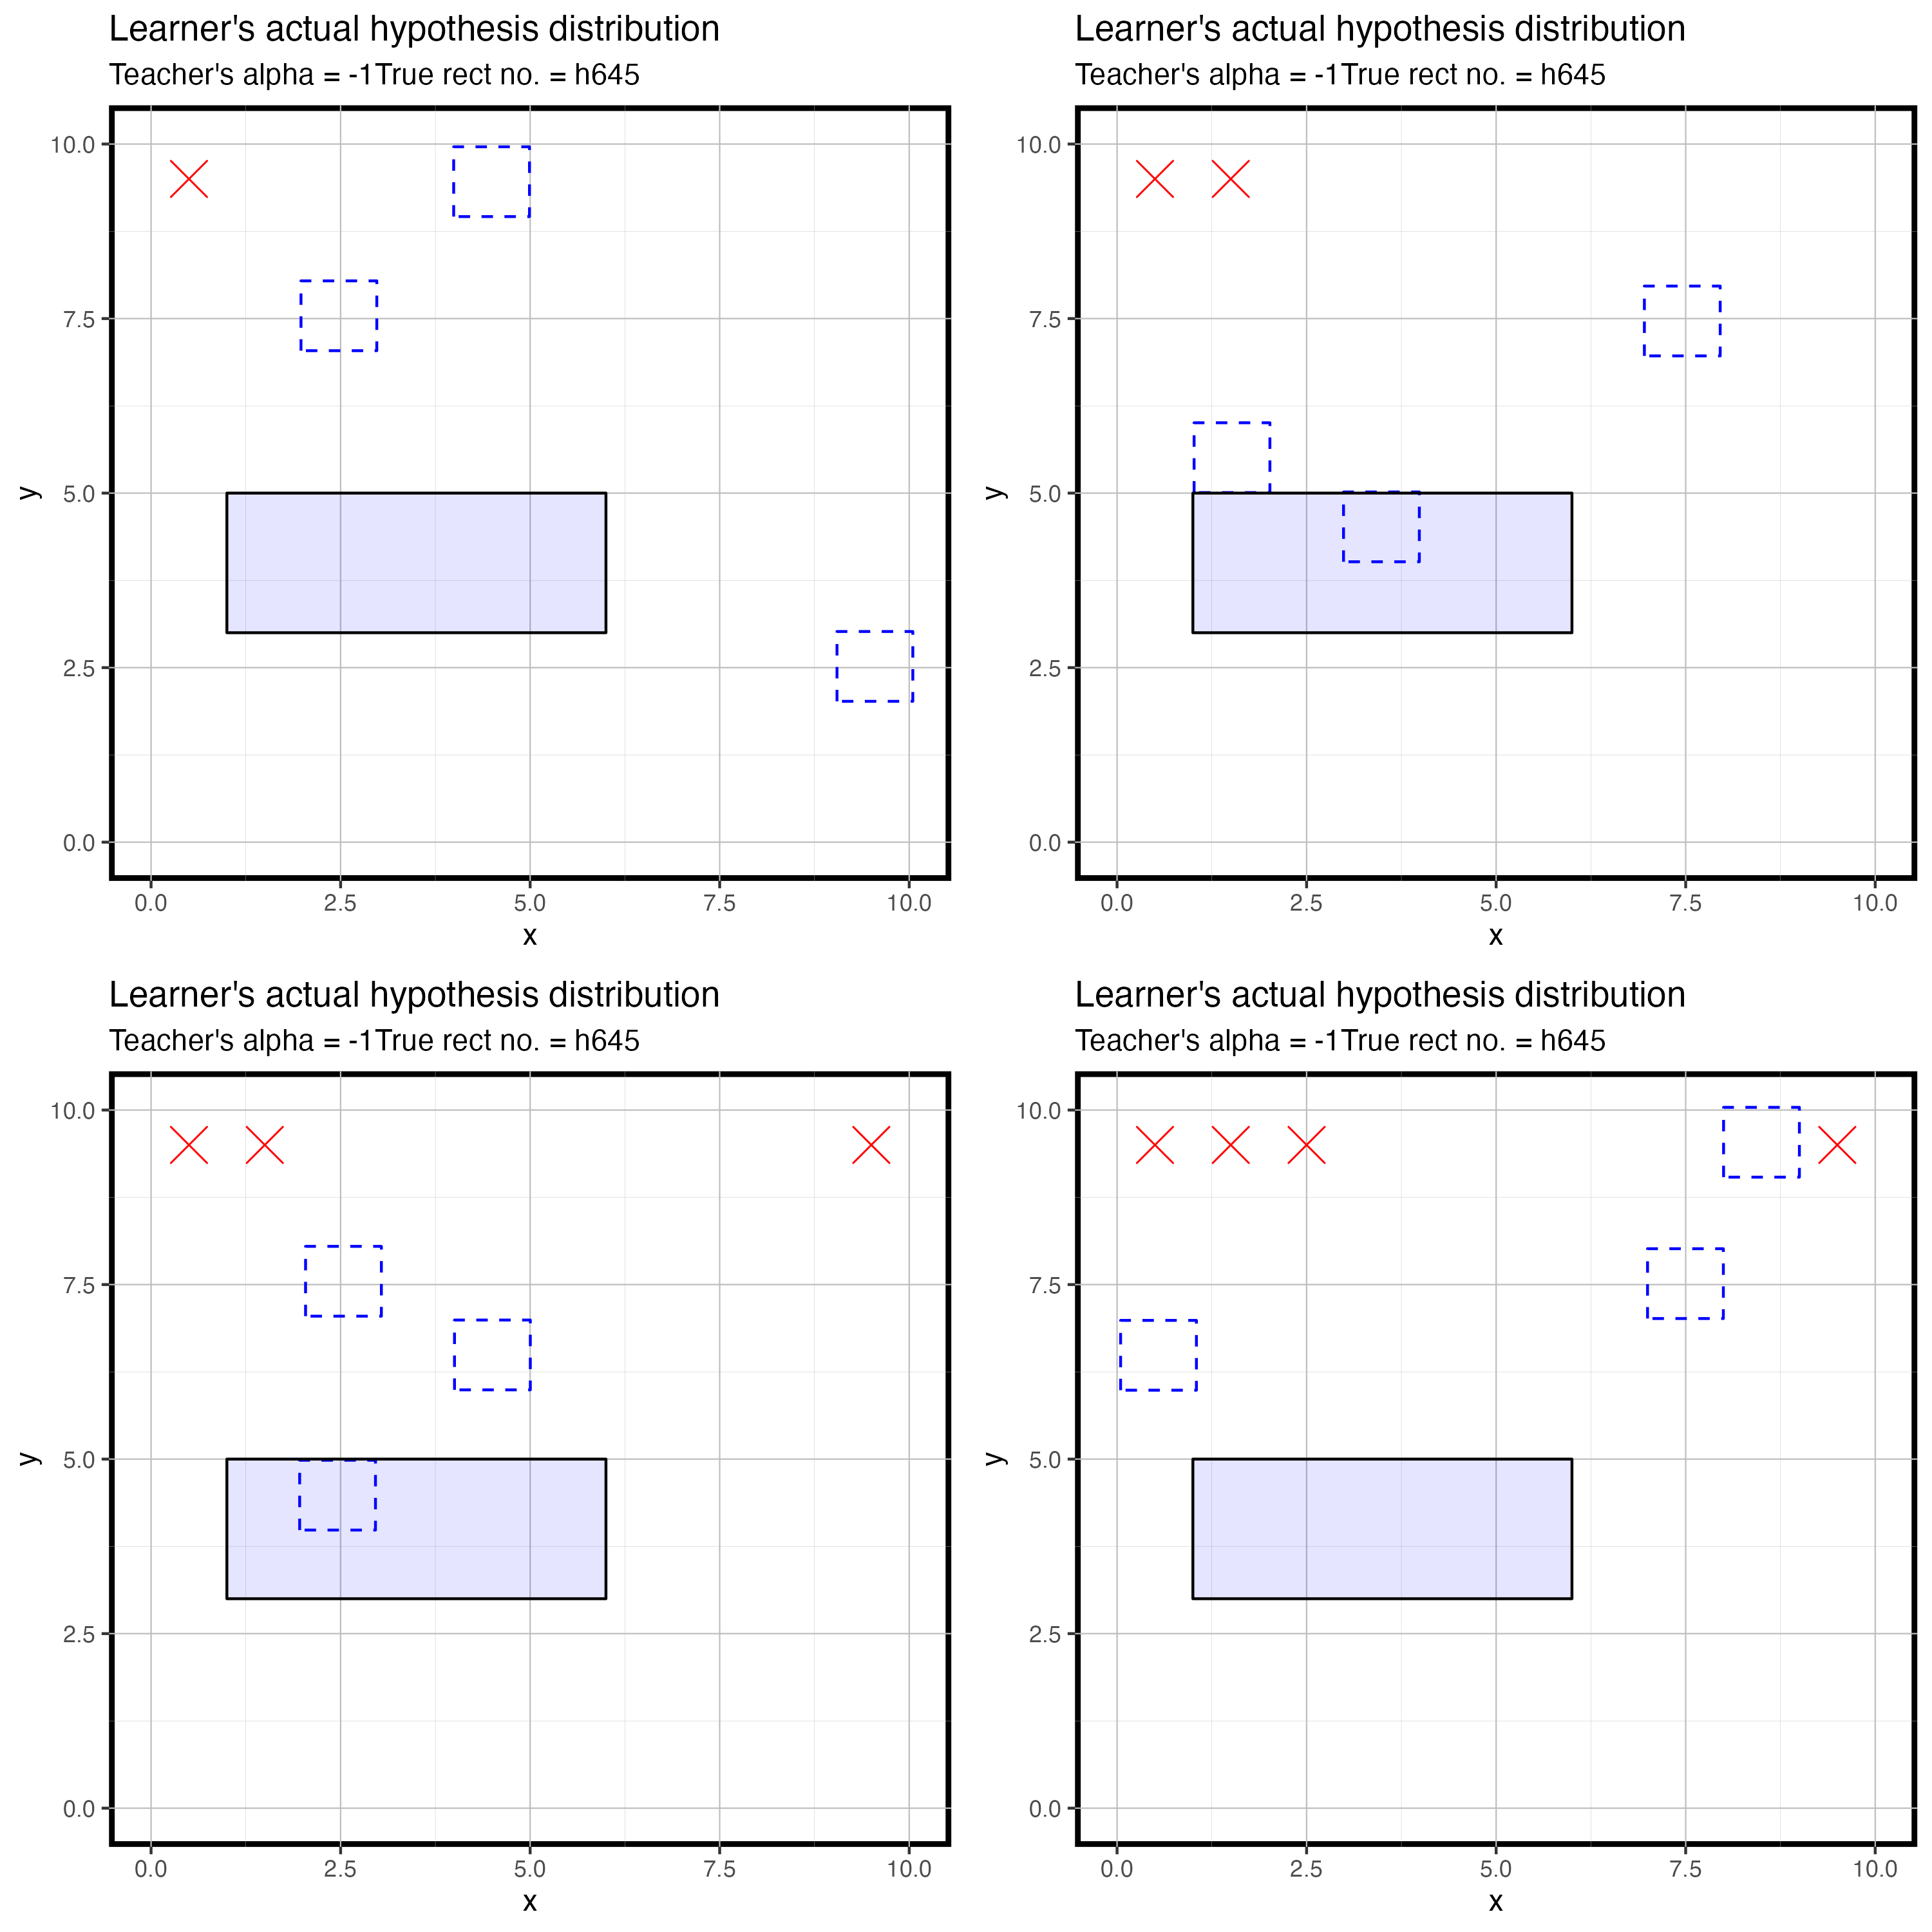 Learner's actual hypothesis distribution
Teacher's alpha = -1True rect no. = h645
10.0
7.5
5.0
2.5
0.0
y
0.0 2.5 5.0 7.5 10.0
x
Learner's actual hypothesis distribution
Teacher's alpha = -1True rect no. = h645
10.0
7.5
5.0
2.5
0.0
y
0.0 2.5 5.0 7.5 10.0
x
Learner's actual hypothesis distribution
Teacher's alpha = -1True rect no. = h645
10.0
7.5
5.0
2.5
0.0
y
0.0 2.5 5.0 7.5 10.0
x
Learner's actual hypothesis distribution
Teacher's alpha = -1True rect no. = h645
10.0
7.5
5.0
2.5
0.0
y
0.0 2.5 5.0 7.5 10.0
x